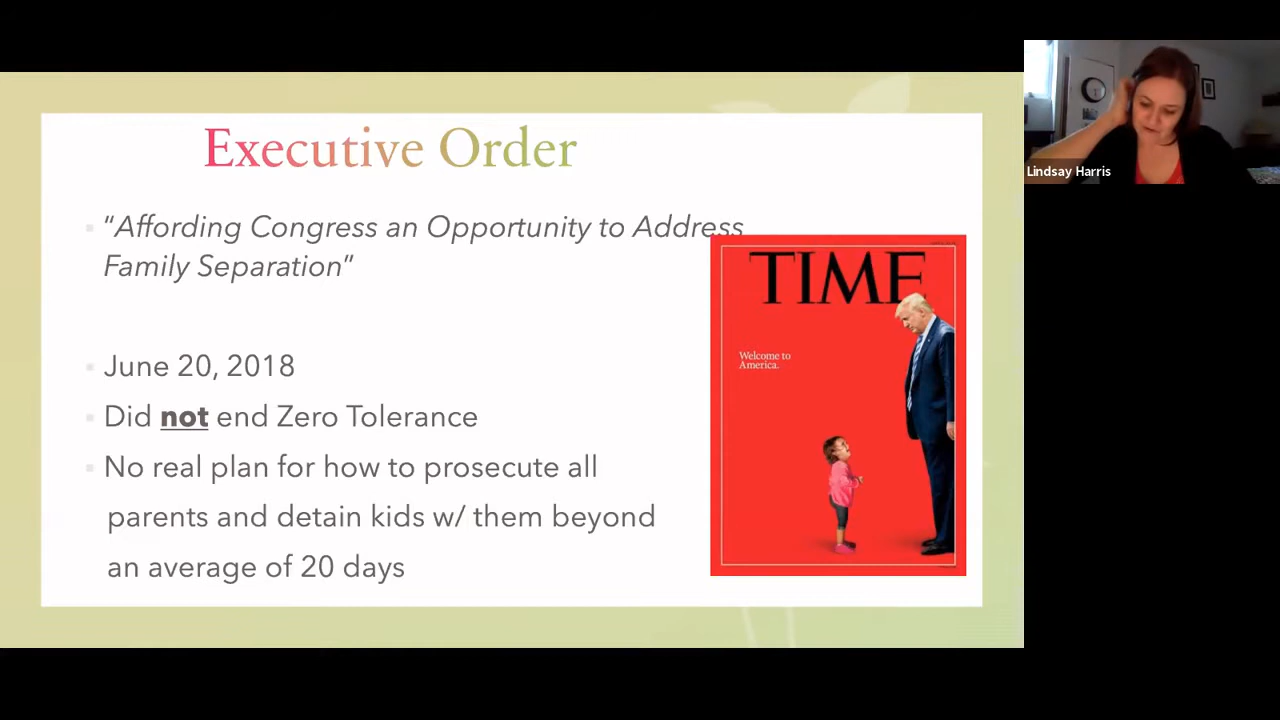 Executive Order
"Affording Congress an Opportunity to Address
Family Separation"
June 20, 2018
Did not end Zero Tolerance
No real plan for how to prosecute all
parents and detain kids w/ them beyond
an average of 20 days
TIME
Welcome to
America.
Lindsay Harris